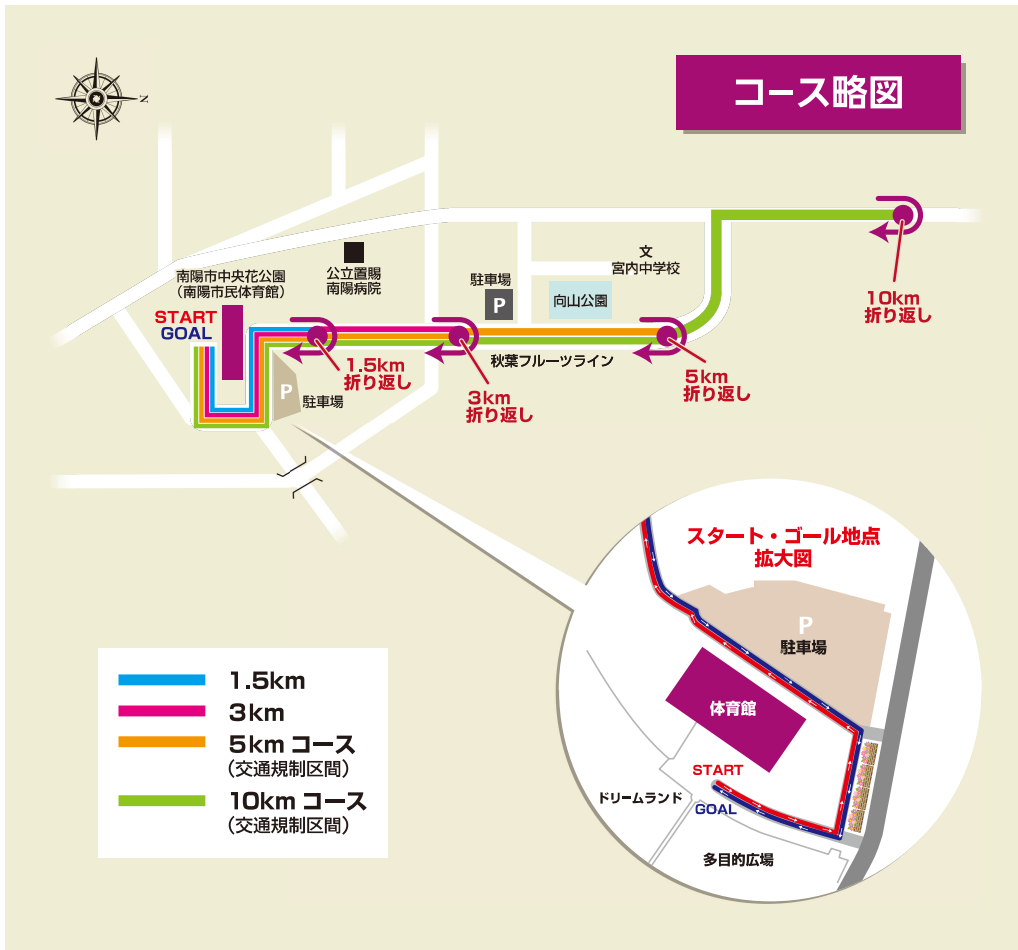 コース略図
N
文
宮内中学校
南陽市中央花公園
（南陽市民体育館）
公立置賜
南陽病院
駐車場
P
向山公園
10km
折り返し
START
GOAL
秋葉フルーツライン
1.5km
折り返し
3km
折り返し
5km
折り返し
P
駐車場
スタート・ゴール地点
拡大図
P
駐車場
体育館
START
GOAL
ドリームランド
多目的広場
1.5km
3km
5km コース
（交通規制区間）
10km コース
（交通規制区間）